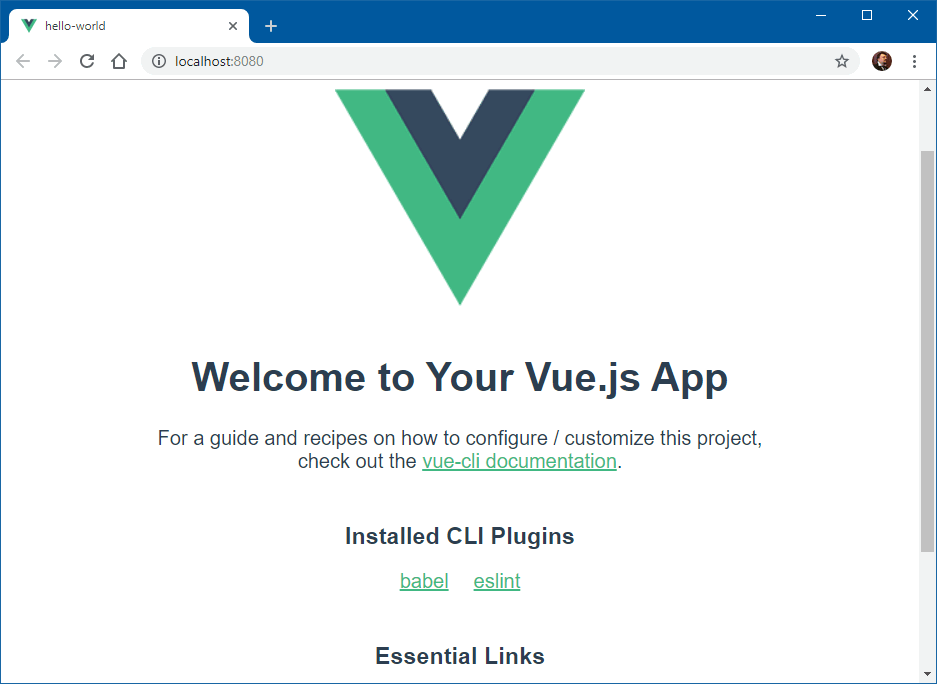 hello-world
localhost:8080
Welcome to Your Vue.js App
For a guide and recipes on how to configure / customize this project,
check out the vue-cli documentation.
Installed CLI Plugins
babel eslint
Essential Links